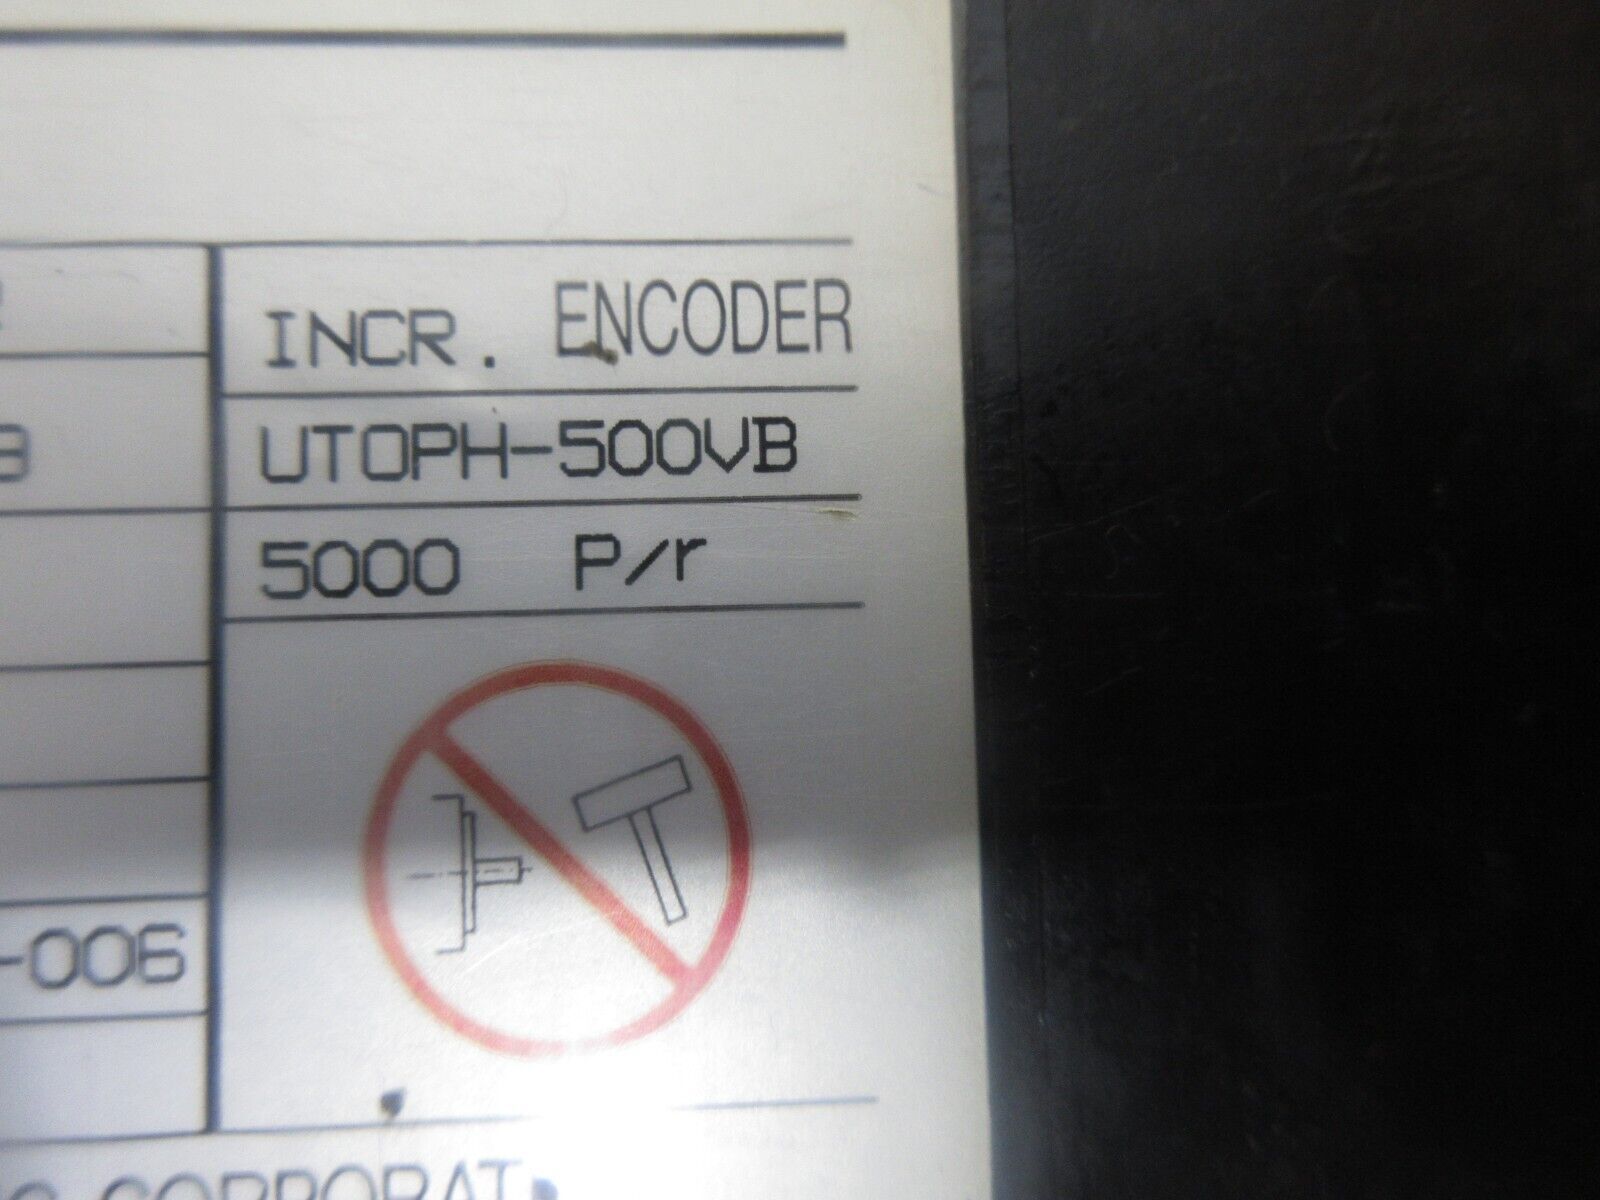 INCR. ENCODER
UTOPH-500VB
5000 P/r
-006